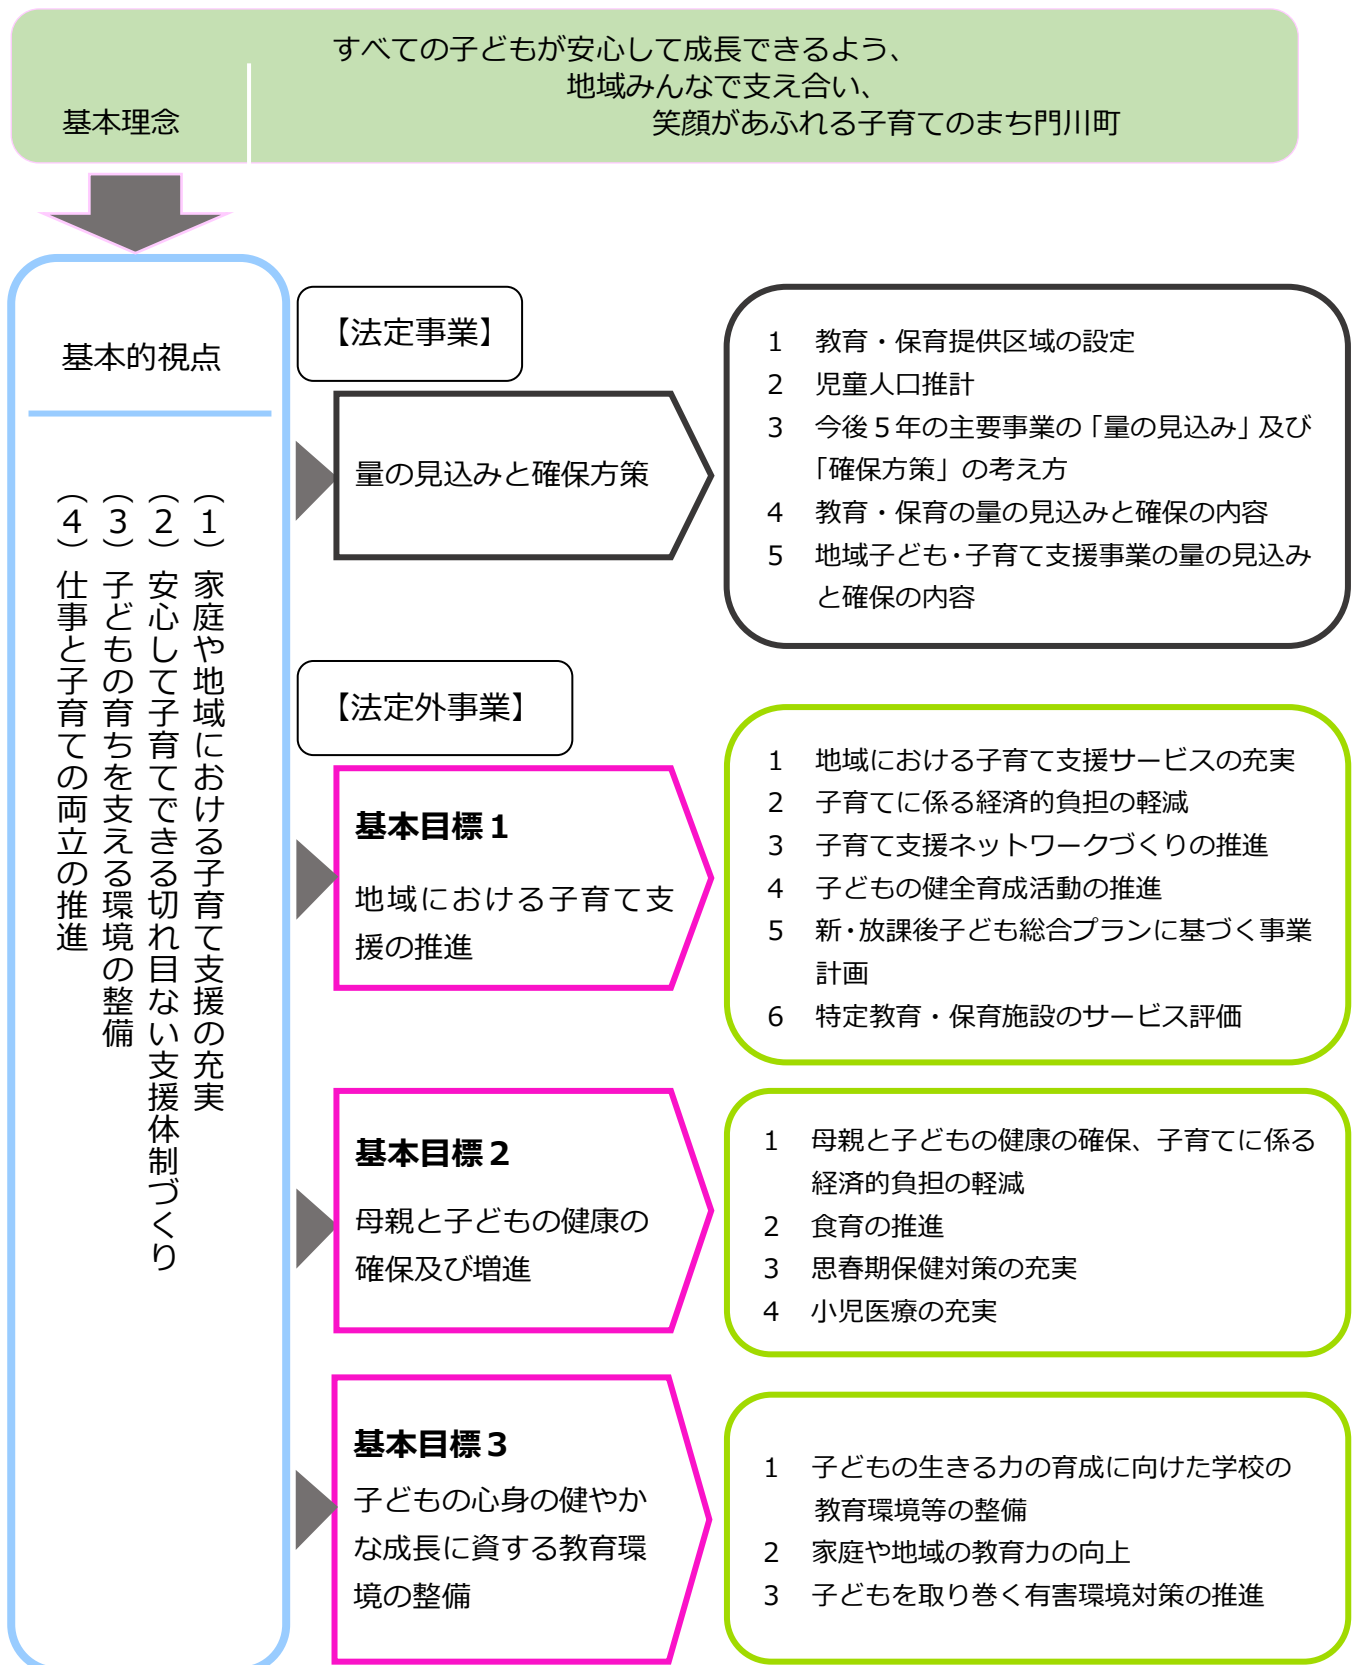 すべての子どもが安心して成長できるよう、
地域みんなで支え合い、
基本理念
笑顔があふれる子育てのまち門川町
基本的視点
（１）家庭や地域における子育て支援の充実
（２）安心して子育てできる切れ目ない支援体制づくり
（３）子どもの育ちを支える環境の整備
（４）仕事と子育ての両立の推進
【法定事業】
量の見込みと確保方策
1 教育・保育提供区域の設定
2 児童人口推計
3 今後５年の主要事業の「量の見込み」及び
「確保方策」の考え方
4 教育・保育の量の見込みと確保の内容
5 地域子ども・子育て支援事業の量の見込み
と確保の内容
【法定外事業】
基本目標１
地域における子育て支
援の推進
1 地域における子育て支援サービスの充実
2 子育てに係る経済的負担の軽減
3 子育て支援ネットワークづくりの推進
4 子どもの健全育成活動の推進
5 新・放課後子ども総合プランに基づく事業
計画
6 特定教育・保育施設のサービス評価
基本目標２
母親と子どもの健康の
確保及び増進
1 母親と子どもの健康の確保、子育てに係る
経済的負担の軽減
2 食育の推進
3 思春期保健対策の充実
4 小児医療の充実
基本目標３
子どもの心身の健やか
な成長に資する教育環
境の整備
1 子どもの生きる力の育成に向けた学校の
教育環境等の整備
2 家庭や地域の教育力の向上
3 子どもを取り巻く有害環境対策の推進